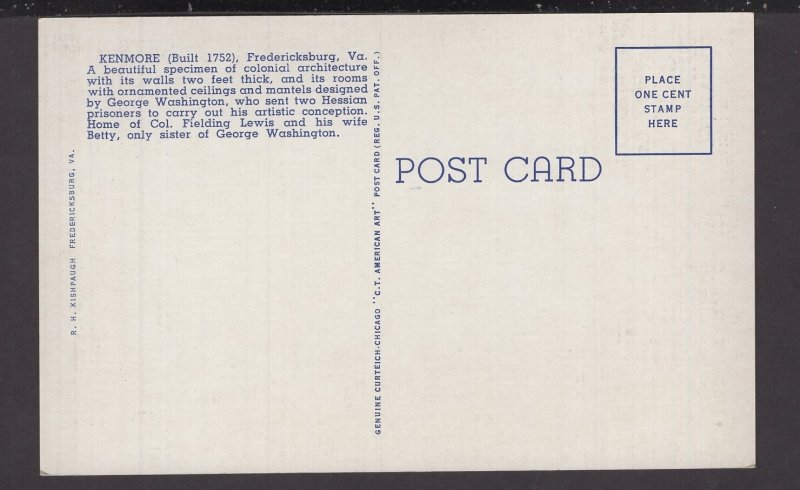 KENMORE (Built 1752), Fredericksburg, Va.
A beautiful specimen of colonial architecture
with its walls two feet thick, and its rooms
with ornamented ceilings and mantels designed
by George Washington, who sent two Hessian
prisoners to carry out his artistic conception.
Home of Col. Fielding Lewis and his wife
Betty, only sister of George Washington.
R. H. KISHPAUGH FREDERICKSBURG, VA.
GENUINE CURTEICH-CHICAGO "C.T. AMERICAN ART" POST CARD (REG. U.S. PAT. OFF.)
POST CARD
PLACE
ONE CENT
STAMP
HERE